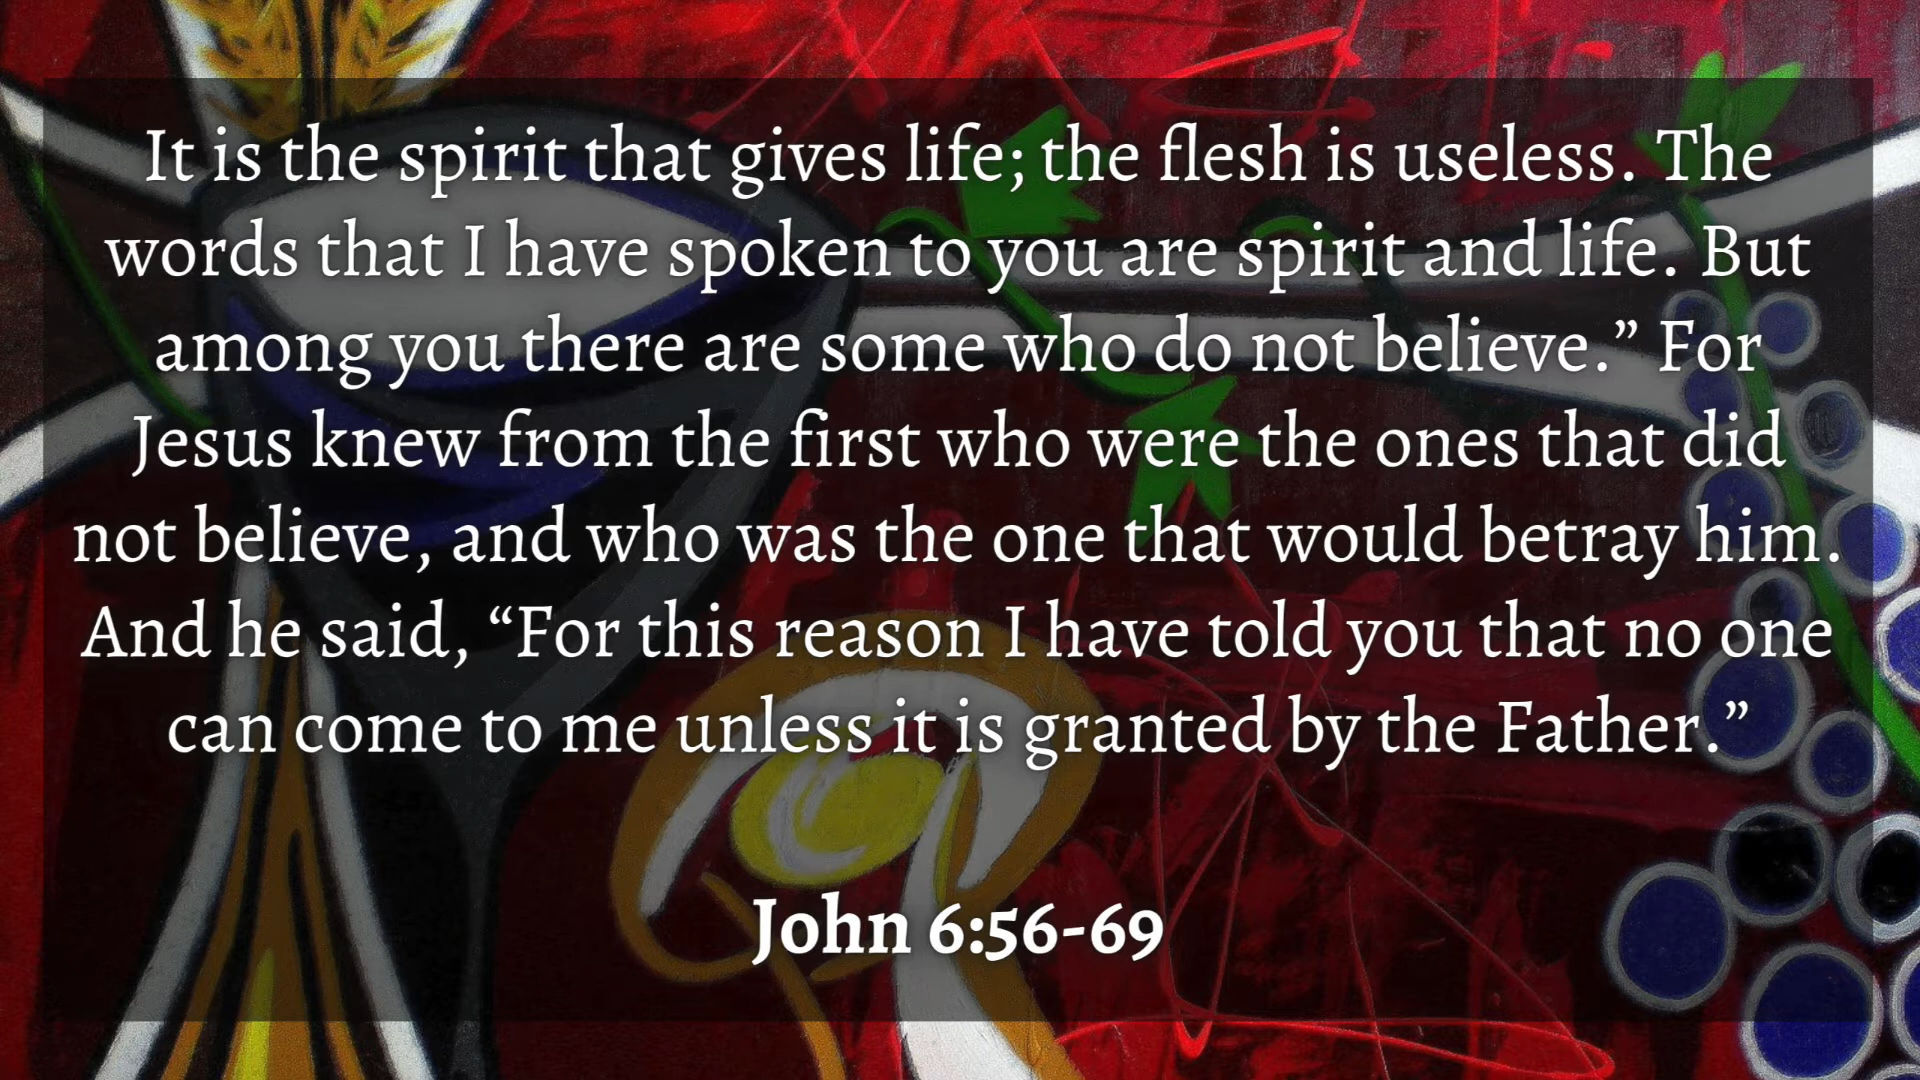 It is the spirit that gives life; the flesh is useless. The
words that I have spoken to you are spirit and life. But
among you there are some who do not believe.” For
Jesus knew from the first who were the ones that did
not believe, and who was the one that would betray him.
And he said, “For this reason I have told you that no one
can come to me unless it is granted by the Father.”
John 6:56-69